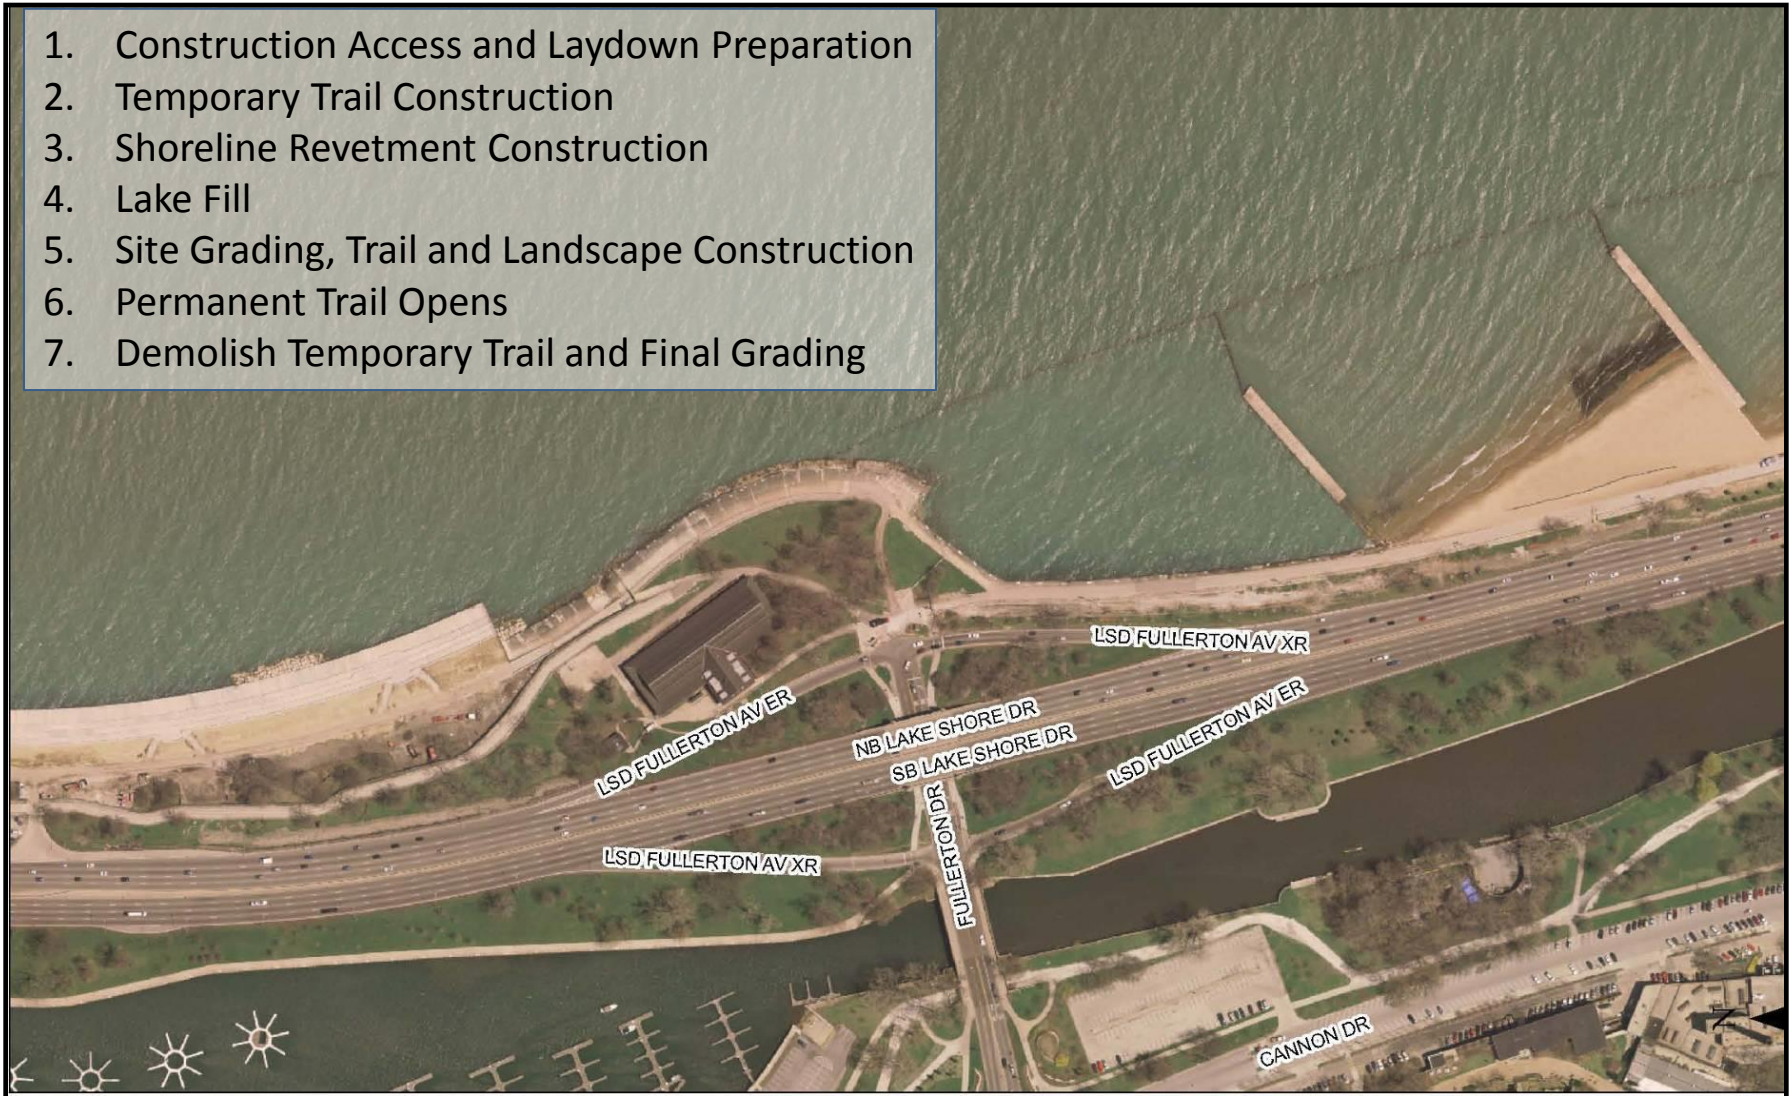 1. Construction Access and Laydown Preparation
2. Temporary Trail Construction
3. Shoreline Revetment Construction
4. Lake Fill
5. Site Grading, Trail and Landscape Construction
6. Permanent Trail Opens
7. Demolish Temporary Trail and Final Grading
LSD FULLERTON AV XR
LSD FULLERTON AV ER
NB LAKE SHORE DR
SB LAKE SHORE DR
LSD FULLERTON AV ER
FULLERTON DR
LSD FULLERTON AV XR
CANNON DR
N